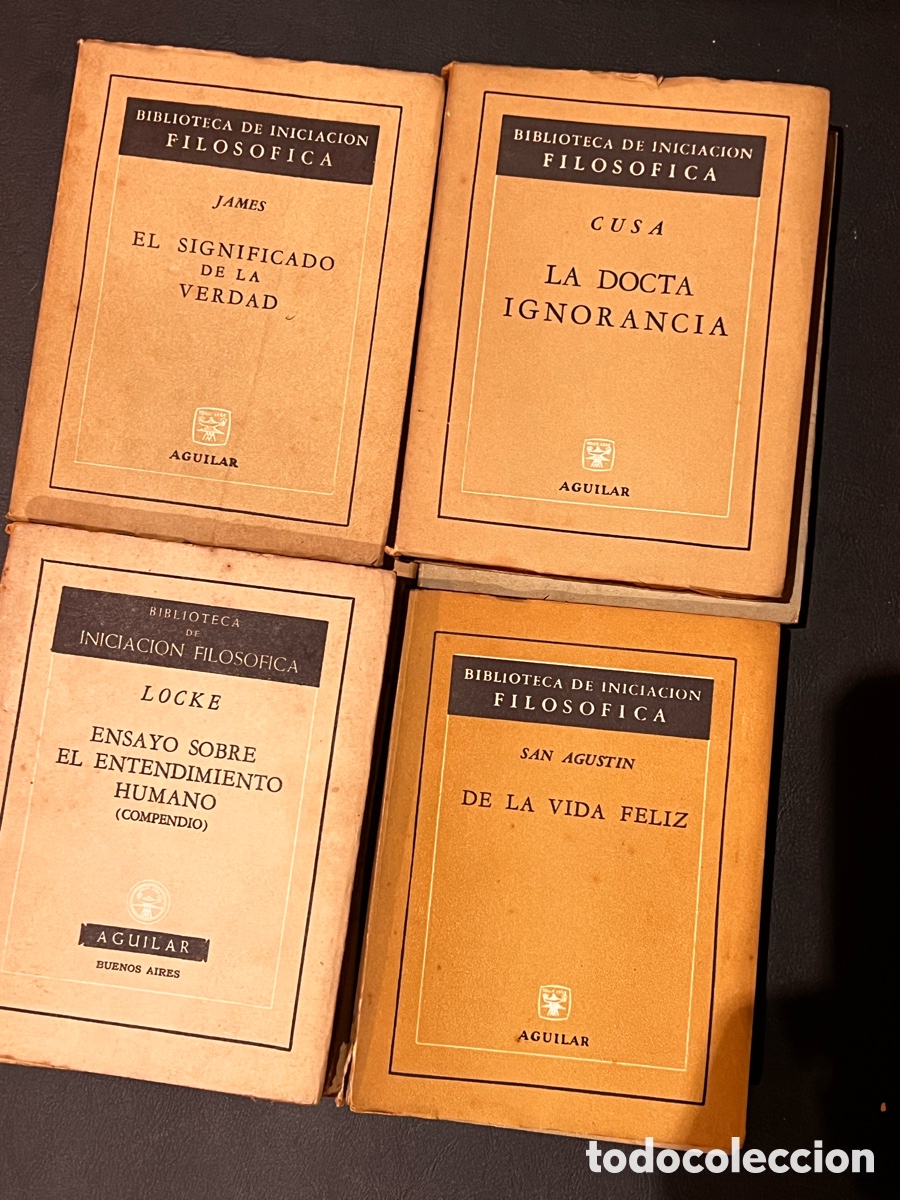 BIBLIOTECA DE INICIACION
FILOSOFICA
JAMES
EL SIGNIFICADO
DE LA
VERDAD
AGUILAR
BIBLIOTECA DE INICIACION
FILOSOFICA
CUSA
LA DOCTA
IGNORANCIA
AGUILAR
BIBLIOTECA
DE
INICIACION FILOSOFICA
LOCKE
ENSAYO SOBRE
EL ENTENDIMIENTO
HUMANO
(COMPENDIO)
AGUILAR
BUENOS AIRES
BIBLIOTECA DE INICIACION
FILOSOFICA
SAN AGUSTIN
DE LA VIDA FELIZ
AGUILAR
todocoleccion